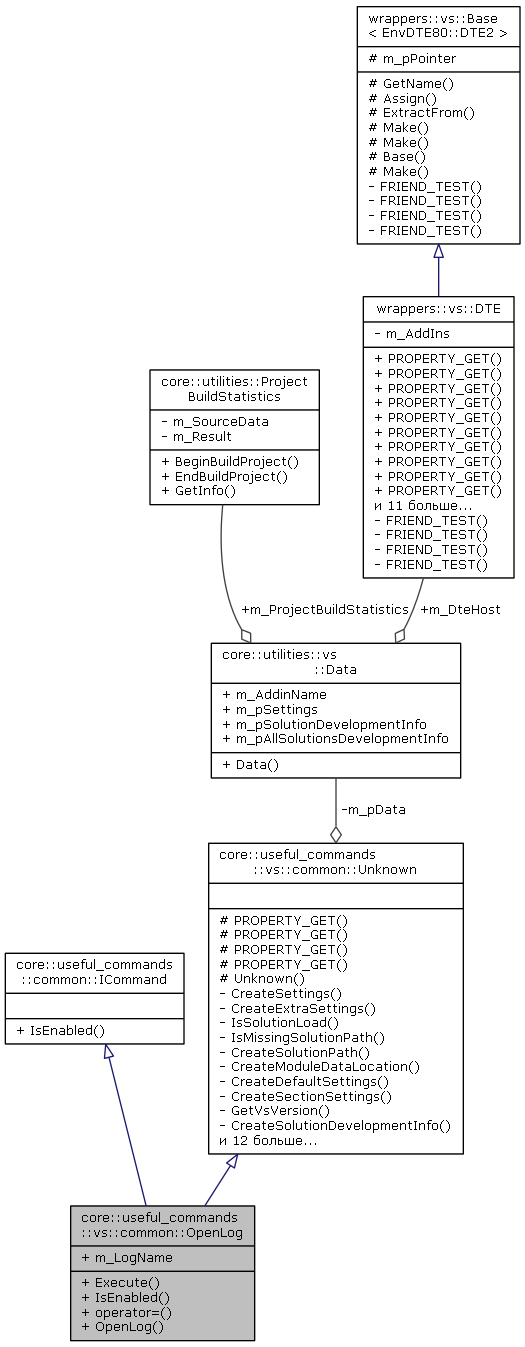 wrappers::vs::Base
< EnvDTE80::DTE2 >
# m_pPointer
# GetName()
# Assign()
# ExtractFrom()
# Make()
# Make()
# Base()
# Make()
- FRIEND_TEST()
- FRIEND_TEST()
- FRIEND_TEST()
- FRIEND_TEST()
wrappers::vs::DTE
- m_AddIns
+ PROPERTY_GET()
+ PROPERTY_GET()
+ PROPERTY_GET()
+ PROPERTY_GET()
+ PROPERTY_GET()
+ PROPERTY_GET()
+ PROPERTY_GET()
+ PROPERTY_GET()
+ PROPERTY_GET()
+ PROPERTY_GET()
и 11 больше...
- FRIEND_TEST()
- FRIEND_TEST()
- FRIEND_TEST()
- FRIEND_TEST()
core::utilities::Project
BuildStatistics
- m_SourceData
- m_Result
+ BeginBuildProject()
+ EndBuildProject()
+ GetInfo()
+m_ProjectBuildStatistics
+m_DteHost
core::utilities::vs
::Data
+ m_AddinName
+ m_pSettings
+ m_pSolutionDevelopmentInfo
+ m_pAllSolutionsDevelopmentInfo
+ Data()
-m_pData
core::useful_commands
::vs::common::Unknown
# PROPERTY_GET()
# PROPERTY_GET()
# PROPERTY_GET()
# PROPERTY_GET()
# Unknown()
- CreateSettings()
- CreateExtraSettings()
- IsSolutionLoad()
- IsMissingSolutionPath()
- CreateSolutionPath()
- CreateModuleDataLocation()
- CreateDefaultSettings()
- CreateSectionSettings()
- GetVsVersion()
- CreateSolutionDevelopmentInfo()
и 12 больше...
core::useful_commands
::common::ICommand
+ IsEnabled()
core::useful_commands
::vs::common::OpenLog
+ m_LogName
+ Execute()
+ IsEnabled()
+ operator=()
+ OpenLog()